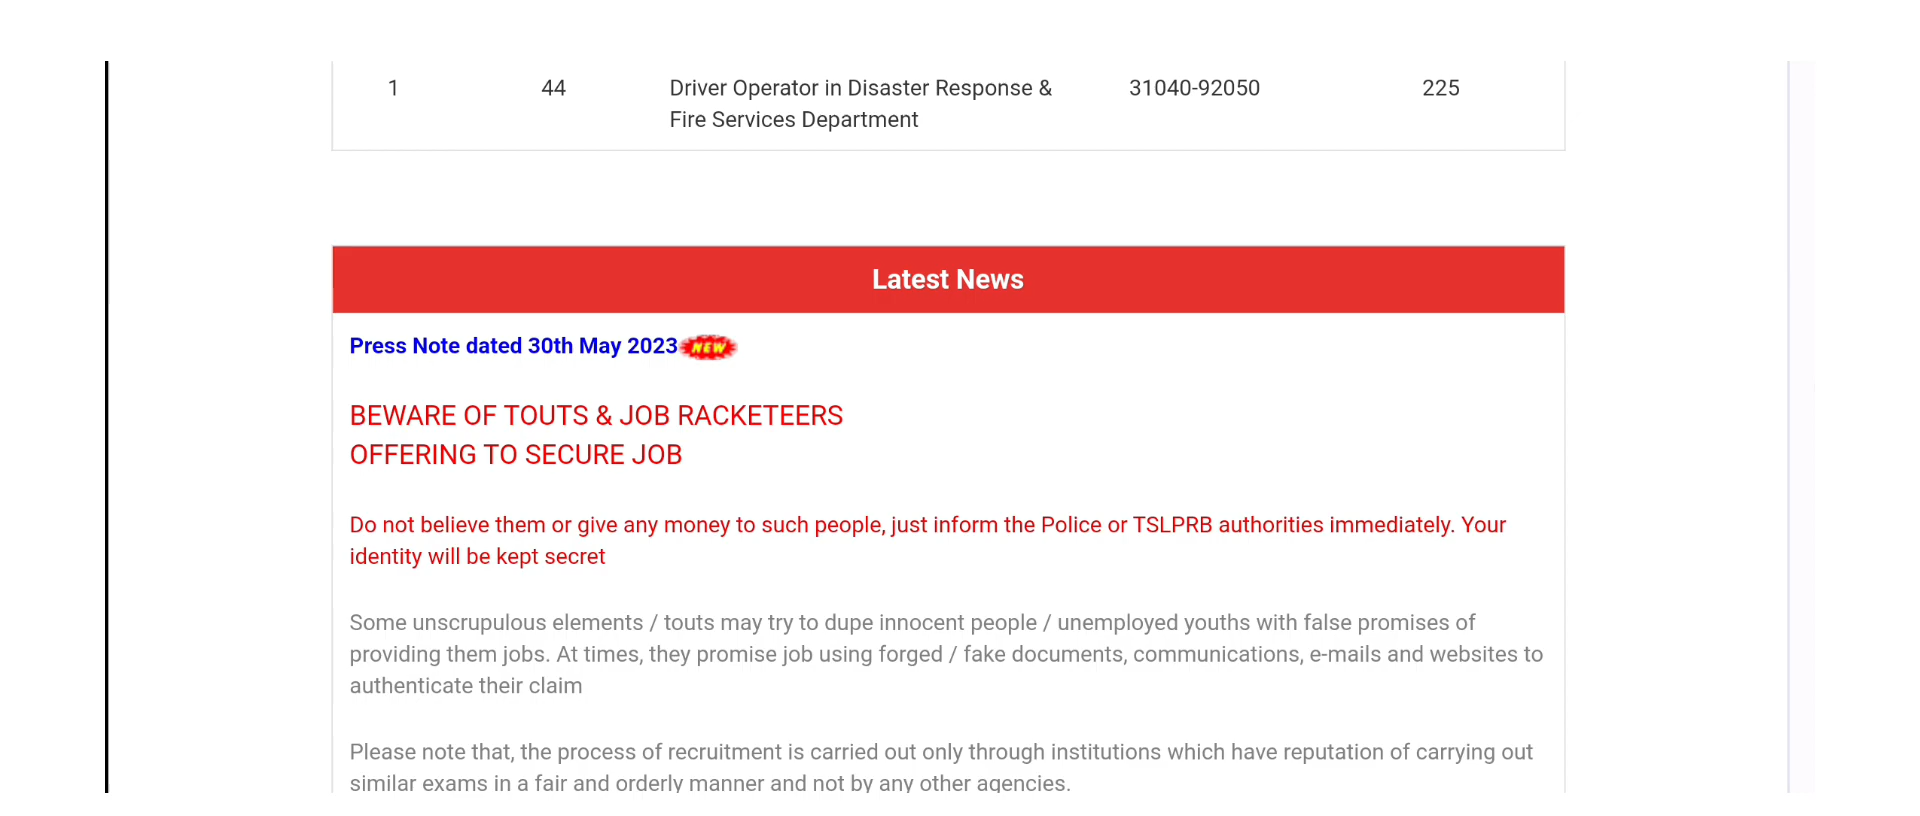 1 44 Driver Operator in Disaster Response & 31040-92050 225
Fire Services Department
Latest News
Press Note dated 30th May 2023 NEW
BEWARE OF TOUTS & JOB RACKETEERS
OFFERING TO SECURE JOB
Do not believe them or give any money to such people, just inform the Police or TSLPRB authorities immediately. Your
identity will be kept secret
Some unscrupulous elements / touts may try to dupe innocent people / unemployed youths with false promises of
providing them jobs. At times, they promise job using forged / fake documents, communications, e-mails and websites to
authenticate their claim
Please note that, the process of recruitment is carried out only through institutions which have reputation of carrying out
similar exams in a fair and orderly manner and not by any other agencies.